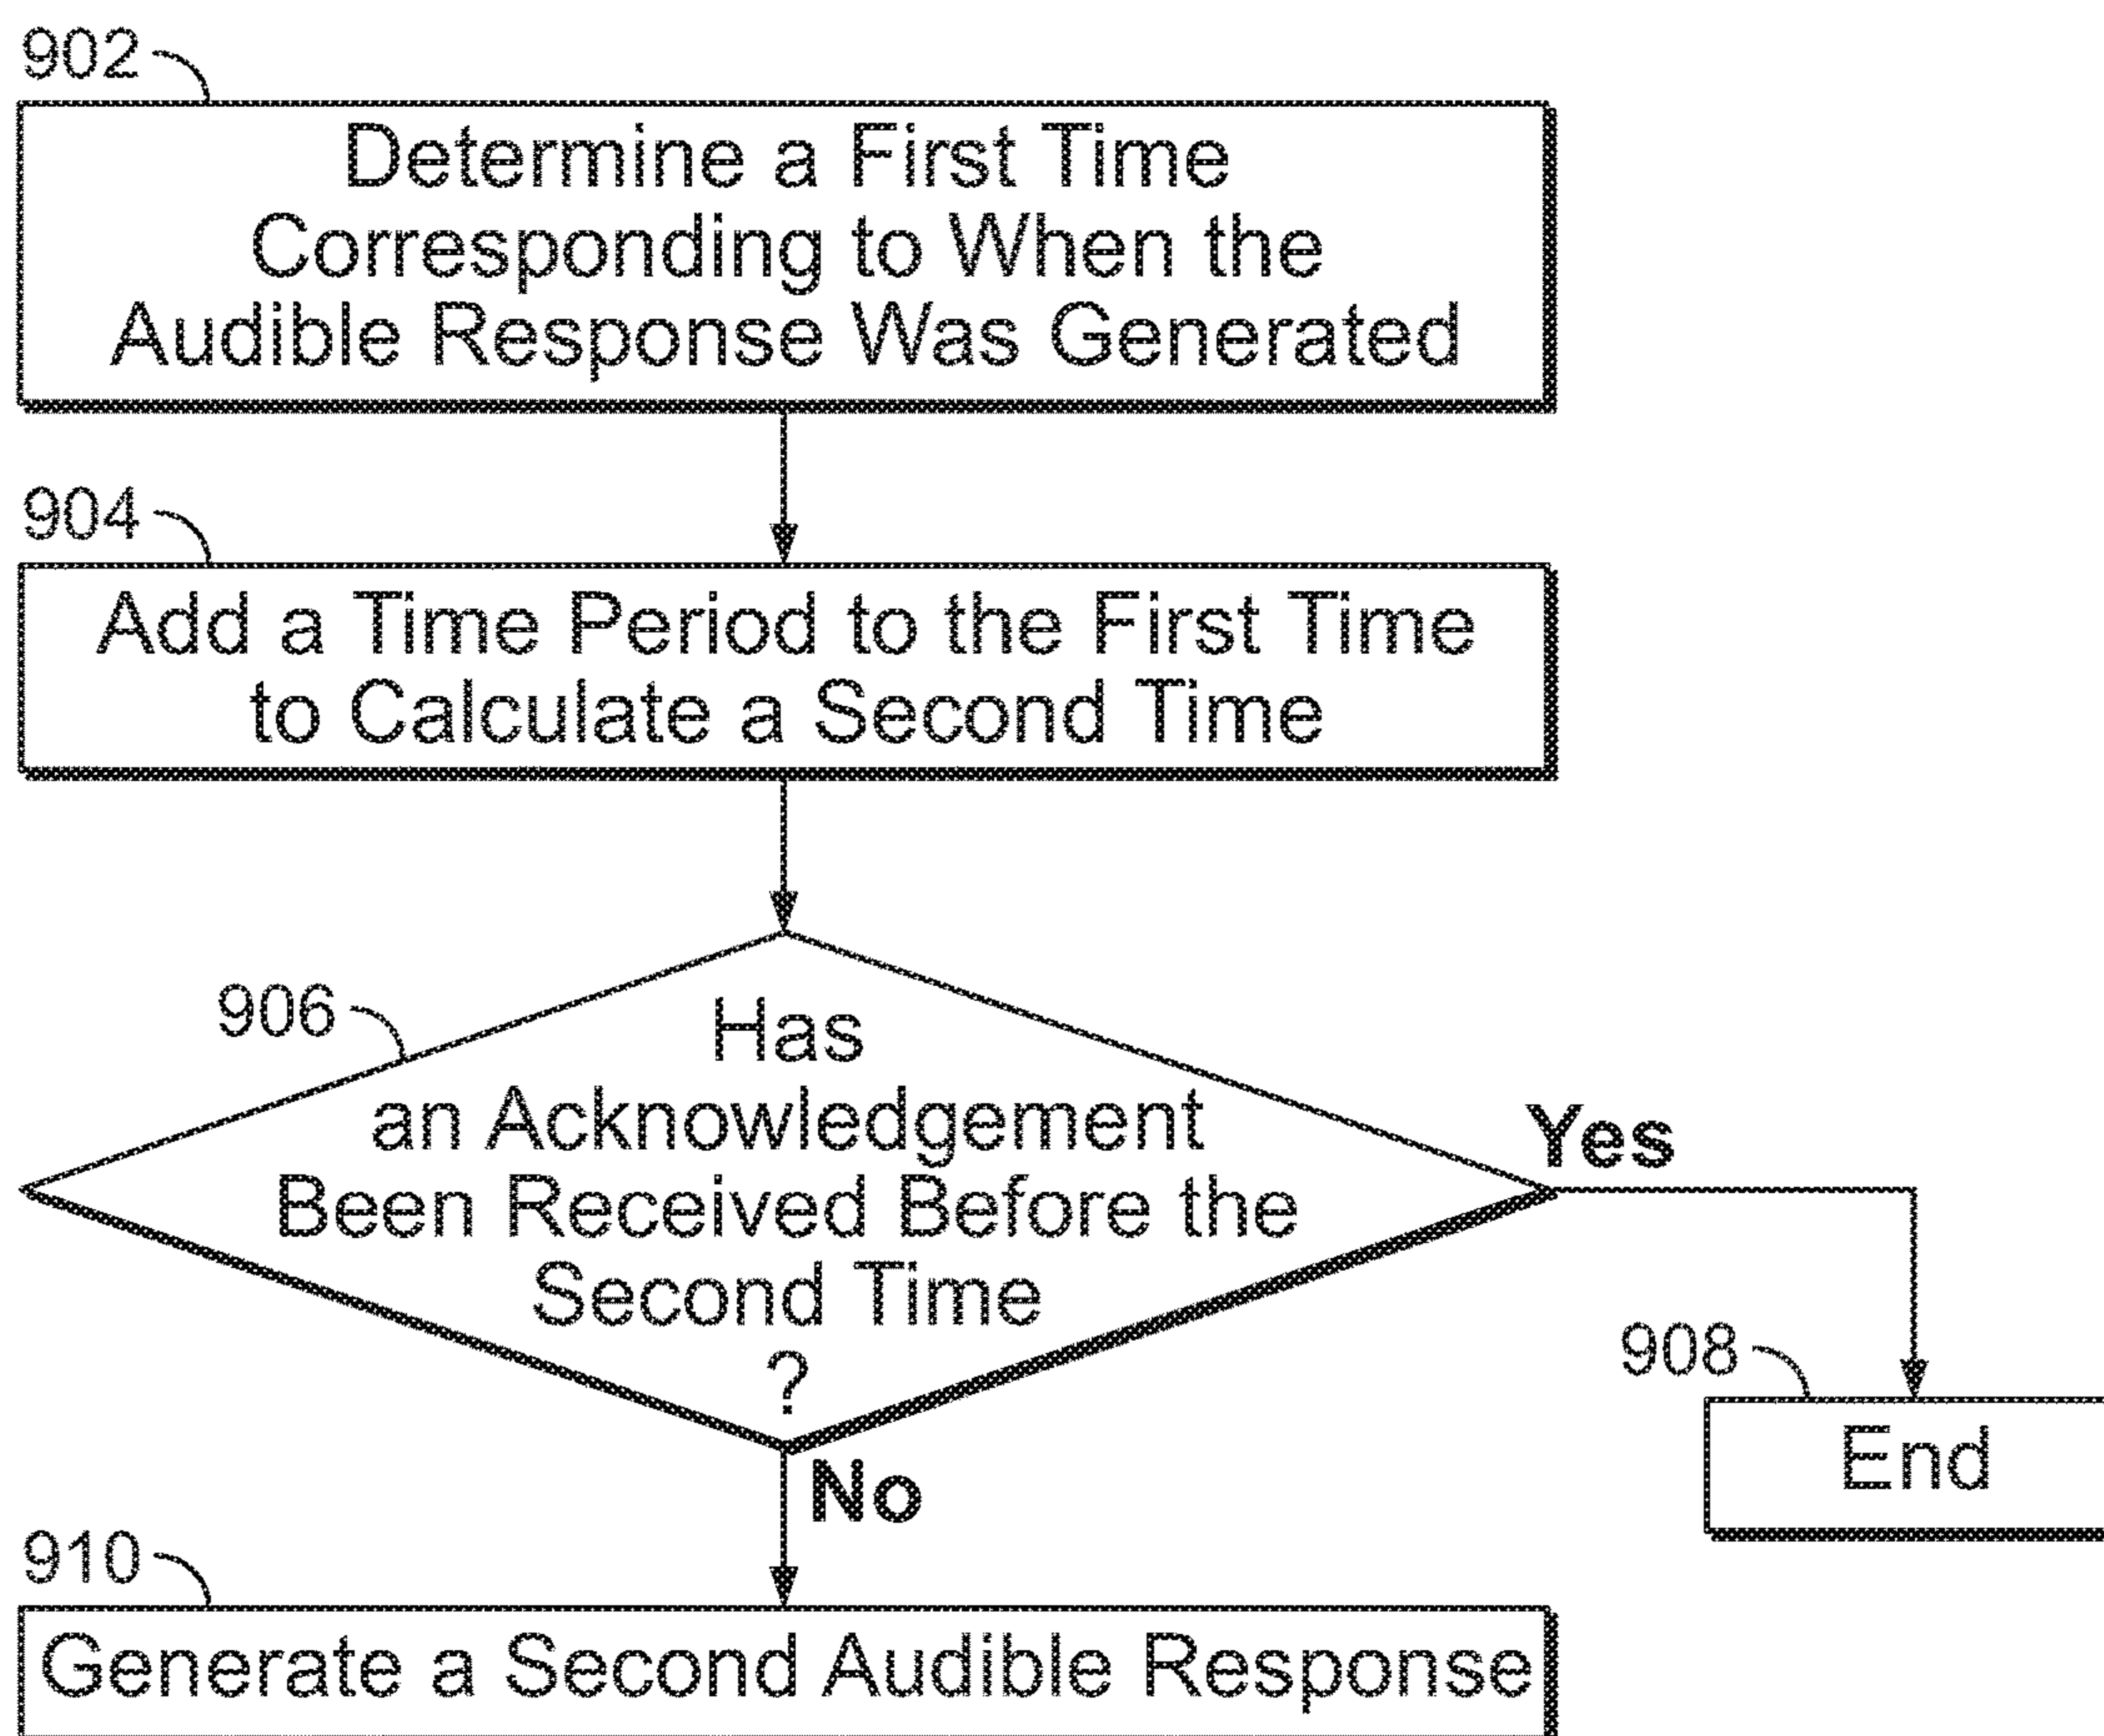 902
Determine a First Time
Corresponding to When the
Audible Response Was Generated
904
Add a Time Period to the First Time
to Calculate a Second Time
906
Has
an Acknowledgement
Been Received Before the
Second Time
?
Yes
908
End
No
910
Generate a Second Audible Response